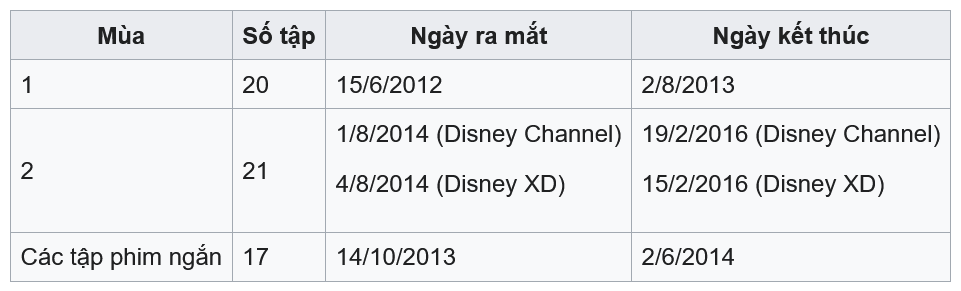 Mùa Số tập Ngày ra mắt Ngày kết thúc
1 20 15/6/2012 2/8/2013
2 21 1/8/2014 (Disney Channel) 19/2/2016 (Disney Channel)
4/8/2014 (Disney XD) 15/2/2016 (Disney XD)
Các tập phim ngắn 17 14/10/2013 2/6/2014